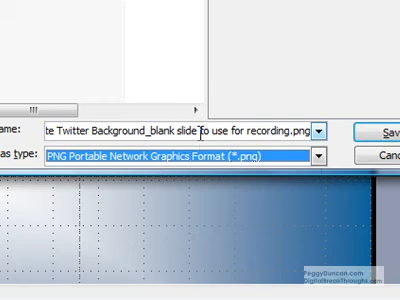 ame: te Twitter Background_blank slide to use for recording.png Sav
as type: PNG Portable Network Graphics Format (*.png) Canc
PeggyDuncan.com
DigitalBreakThroughs.com